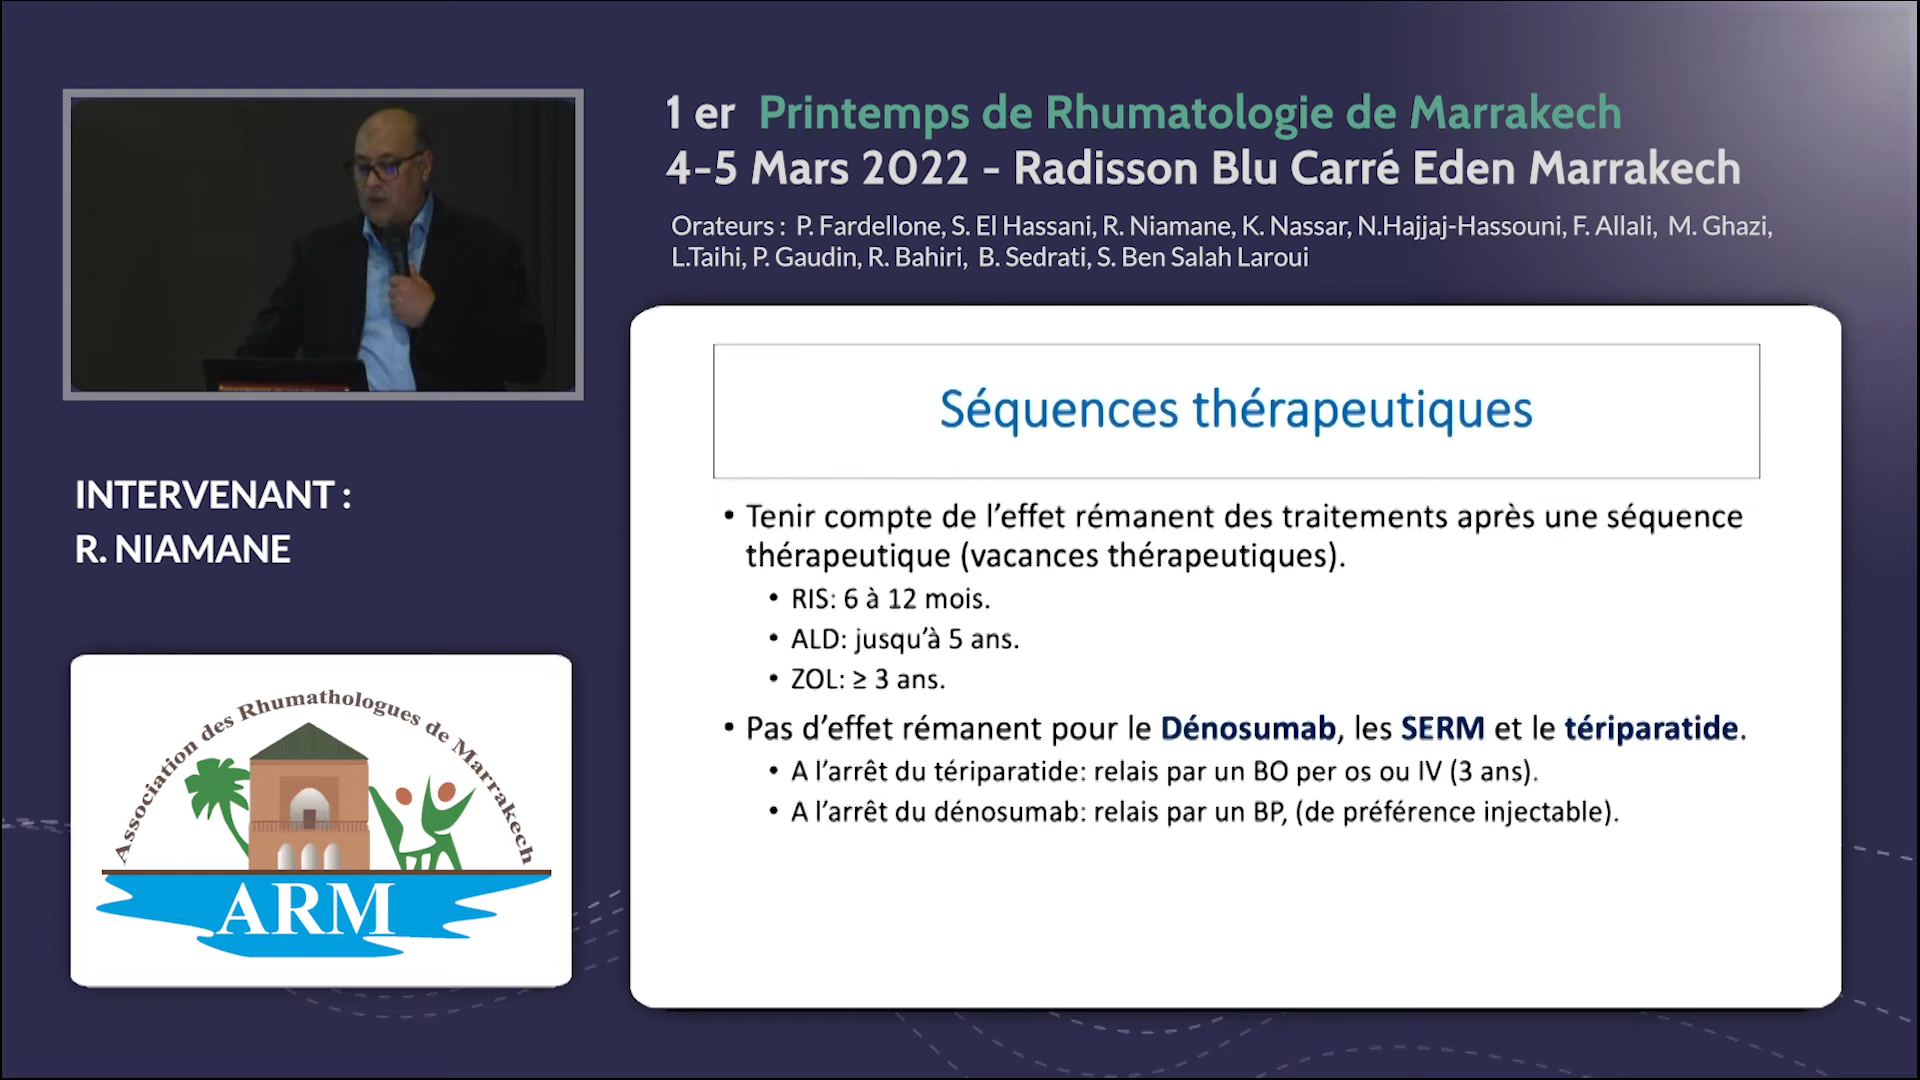 1 er Printemps de Rhumatologie de Marrakech
4-5 Mars 2022 - Radisson Blu Carré Eden Marrakech
Orateurs : P. Fardellone, S. El Hassani, R. Niamane, K. Nassar, N.Hajjaj-Hassouni, F. Allali, M. Ghazi,
L.Taihi, P. Gaudin, R. Bahiri, B. Sedrati, S. Ben Salah Laroui
INTERVENANT :
R. NIAMANE
Association des Rhumathologues de Marrakech
ARM
Séquences thérapeutiques
• Tenir compte de l’effet rémanent des traitements après une séquence
thérapeutique (vacances thérapeutiques).
• RIS: 6 à 12 mois.
• ALD: jusqu’à 5 ans.
• ZOL: ≥ 3 ans.
• Pas d’effet rémanent pour le Dénosumab, les SERM et le tériparatide.
• A l’arrêt du tériparatide: relais par un BO per os ou IV (3 ans).
• A l’arrêt du dénosumab: relais par un BP, (de préférence injectable).